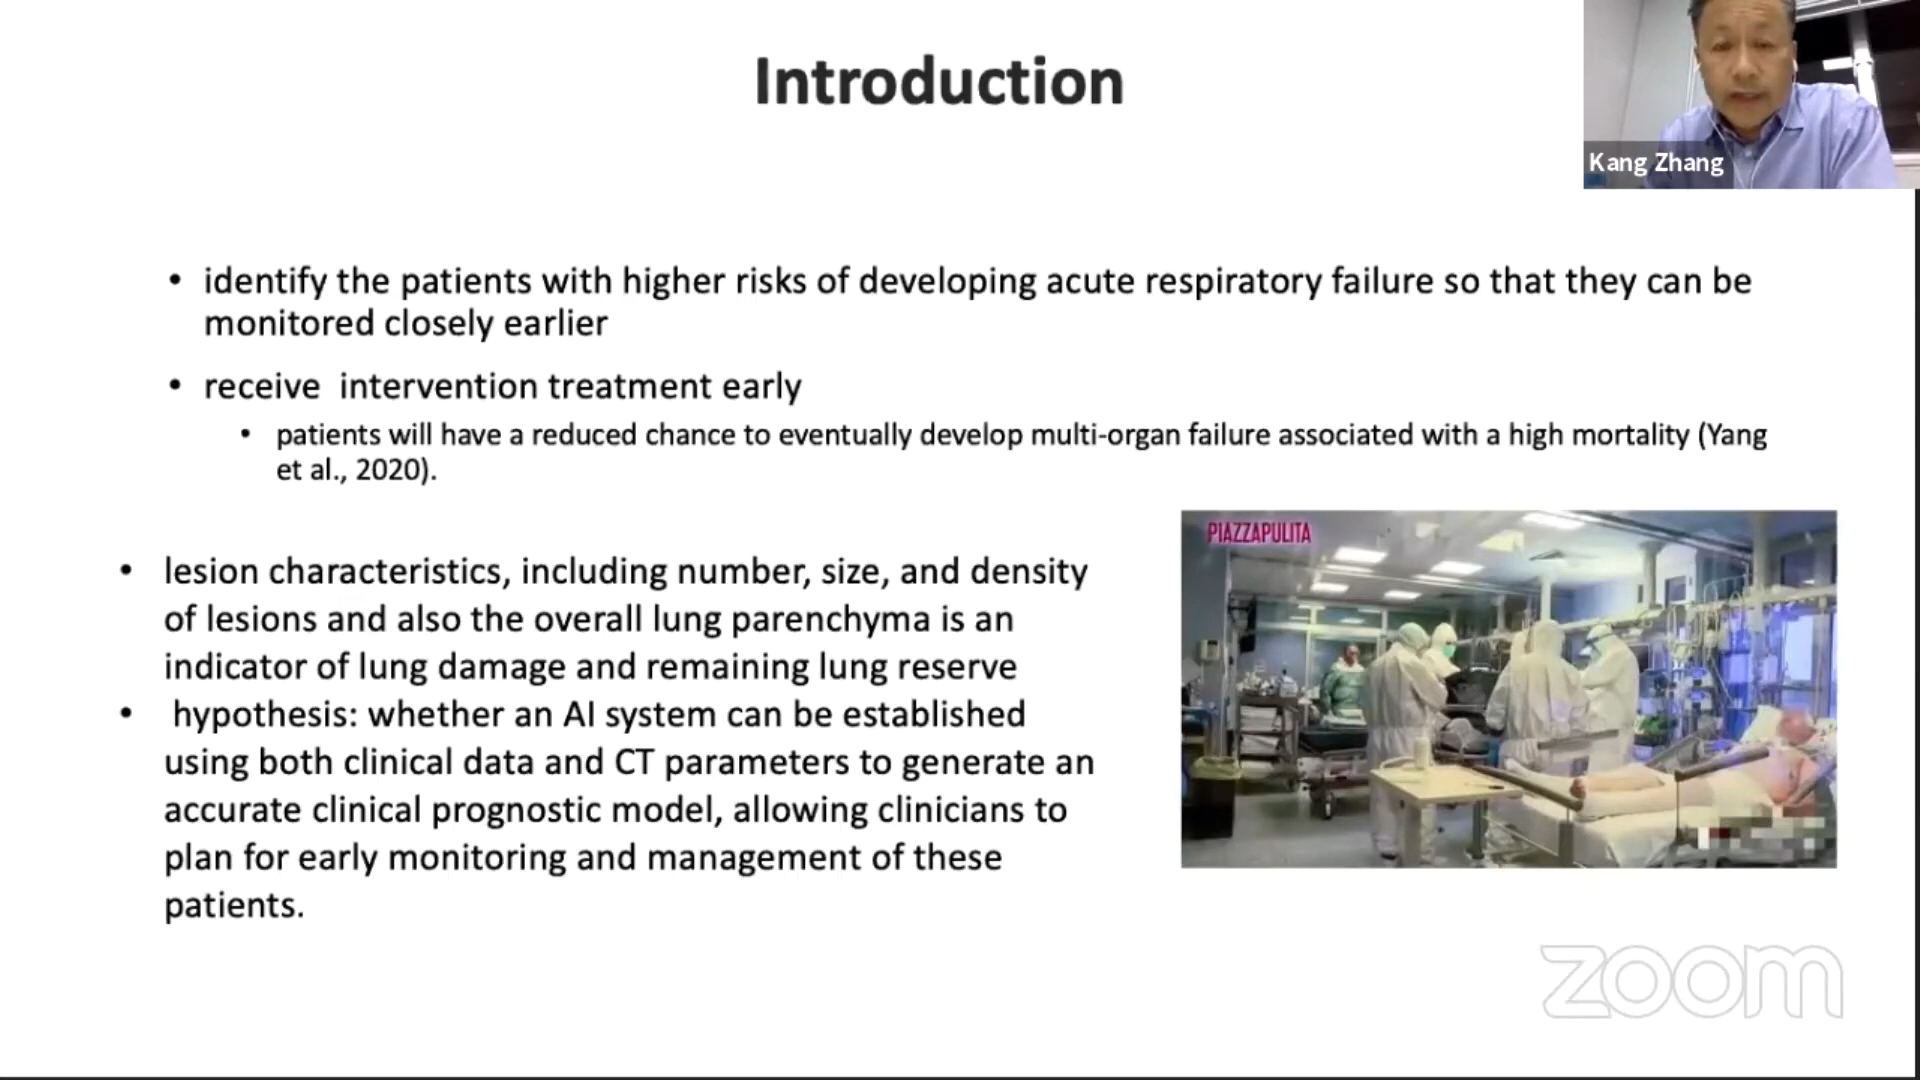 Introduction
Kang Zhang
• identify the patients with higher risks of developing acute respiratory failure so that they can be
monitored closely earlier
• receive  intervention treatment early
• patients will have a reduced chance to eventually develop multi-organ failure associated with a high mortality (Yang
et al., 2020).
• lesion characteristics, including number, size, and density
of lesions and also the overall lung parenchyma is an
indicator of lung damage and remaining lung reserve
•  hypothesis: whether an AI system can be established
using both clinical data and CT parameters to generate an
accurate clinical prognostic model, allowing clinicians to
plan for early monitoring and management of these
patients.
PIAZZAPULITA
zoom